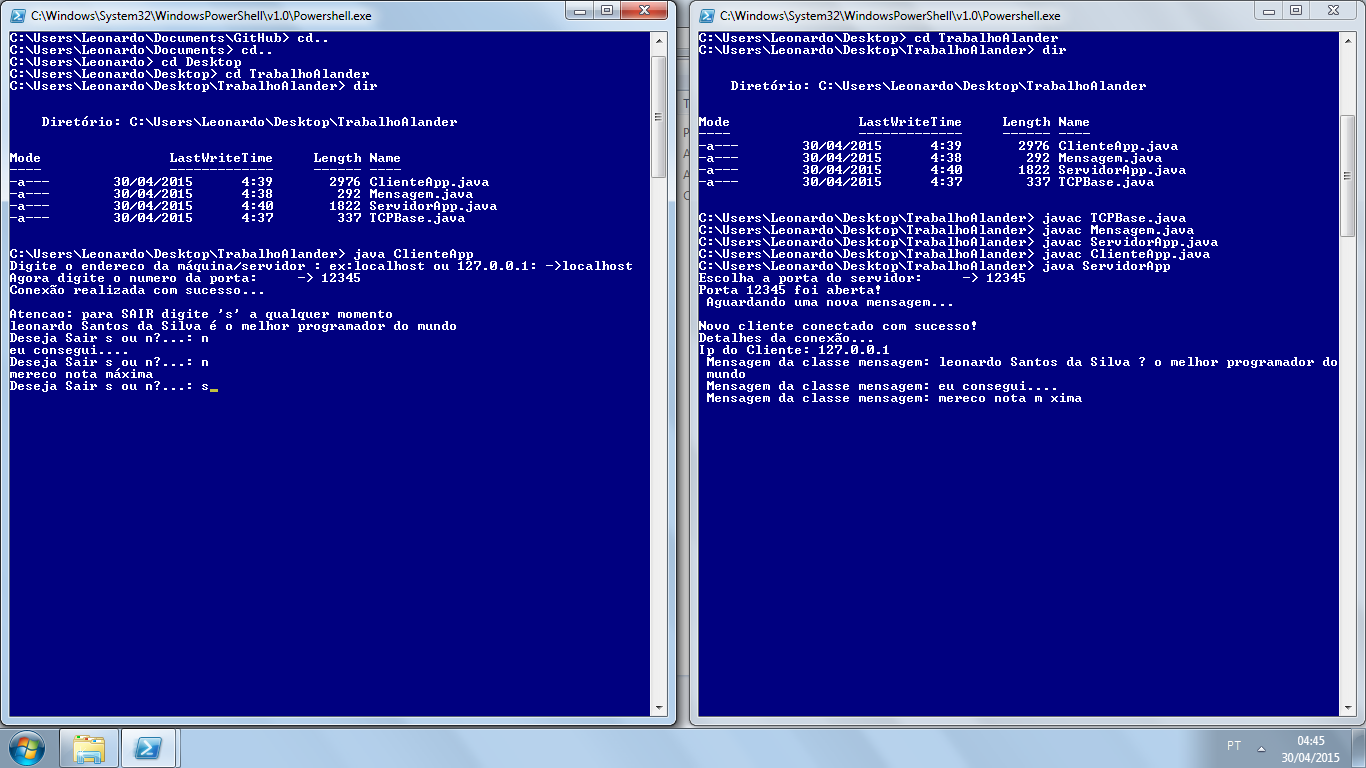 C:\Windows\System32\WindowsPowerShell\v1.0\Powershell.exe
C:\Users\Leonardo\Documents\GitHub> cd..
C:\Users\Leonardo\Documents> cd..
C:\Users\Leonardo> cd Desktop
C:\Users\Leonardo\Desktop> cd TrabalhoAlander
C:\Users\Leonardo\Desktop\TrabalhoAlander> dir
Diretório: C:\Users\Leonardo\Desktop\TrabalhoAlander
Mode LastWriteTime Length Name
---- ------------- ------ ----
-a--- 30/04/2015 4:39 2976 ClienteApp.java
-a--- 30/04/2015 4:38 292 Mensagem.java
-a--- 30/04/2015 4:40 1822 ServidorApp.java
-a--- 30/04/2015 4:37 337 TCPBase.java
C:\Users\Leonardo\Desktop\TrabalhoAlander> java ClienteApp
Digite o endereco da máquina/servidor : ex:localhost ou 127.0.0.1: ->localhost
Agora digite o numero da porta: -> 12345
Conexão realizada com sucesso...
Atencao: para SAIR digite 's' a qualquer momento
leonardo Santos da Silva é o melhor programador do mundo
Deseja Sair s ou n?...: n
eu consegui....
Deseja Sair s ou n?...: n
mereco nota máxima
Deseja Sair s ou n?...: s_
C:\Windows\System32\WindowsPowerShell\v1.0\Powershell.exe
C:\Users\Leonardo\Desktop> cd TrabalhoAlander
C:\Users\Leonardo\Desktop\TrabalhoAlander> dir
Diretório: C:\Users\Leonardo\Desktop\TrabalhoAlander
Mode LastWriteTime Length Name
---- ------------- ------ ----
-a--- 30/04/2015 4:39 2976 ClienteApp.java
-a--- 30/04/2015 4:38 292 Mensagem.java
-a--- 30/04/2015 4:40 1822 ServidorApp.java
-a--- 30/04/2015 4:37 337 TCPBase.java
C:\Users\Leonardo\Desktop\TrabalhoAlander> javac TCPBase.java
C:\Users\Leonardo\Desktop\TrabalhoAlander> javac Mensagem.java
C:\Users\Leonardo\Desktop\TrabalhoAlander> javac ServidorApp.java
C:\Users\Leonardo\Desktop\TrabalhoAlander> javac ClienteApp.java
C:\Users\Leonardo\Desktop\TrabalhoAlander> java ServidorApp
Escolha a porta do servidor: -> 12345
Porta 12345 foi aberta!
Aguardando uma nova mensagem...
Novo cliente conectado com sucesso!
Detalhes da conexão...
Ip do Cliente: 127.0.0.1
Mensagem da classe mensagem: leonardo Santos da Silva ? o melhor programador do
mundo
Mensagem da classe mensagem: eu consegui....
Mensagem da classe mensagem: mereco nota m xima
PT
04:45
30/04/2015